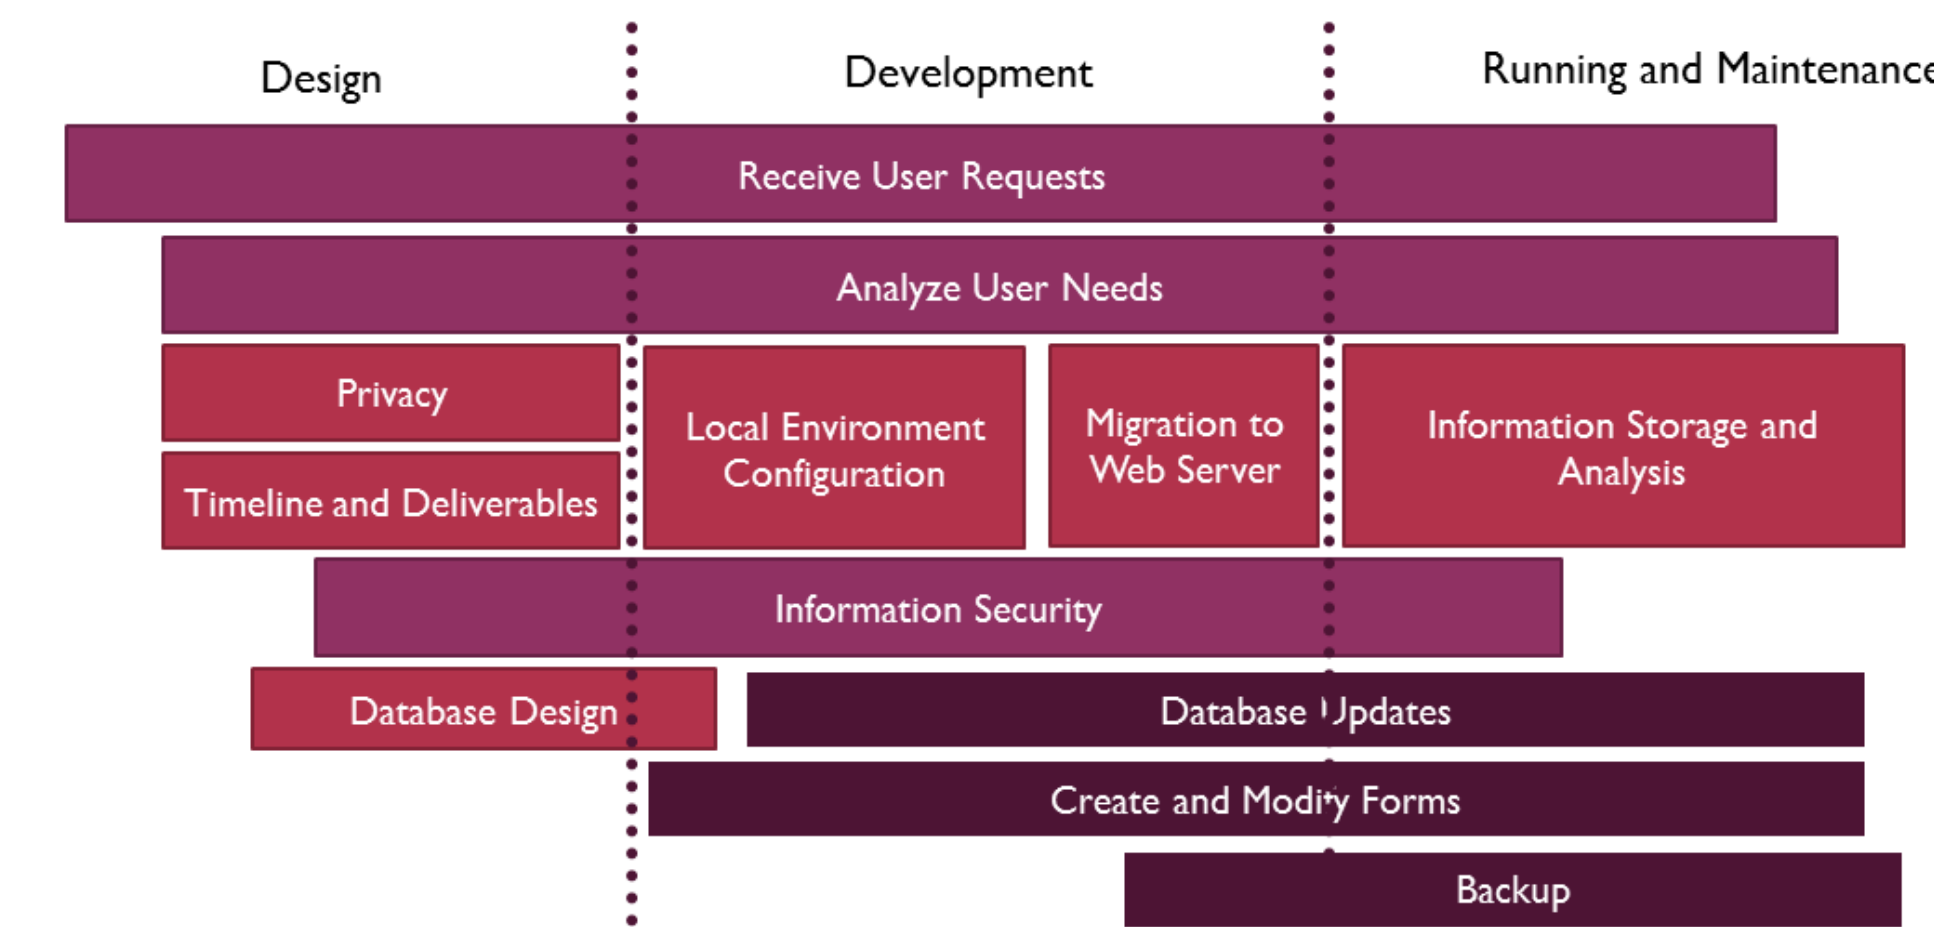 Design
Development
Running and Maintenance
Receive User Requests
Analyze User Needs
Privacy
Timeline and Deliverables
Local Environment
Configuration
Migration to
Web Server
Information Storage and
Analysis
Information Security
Database Design
Database Updates
Create and Modify Forms
Backup